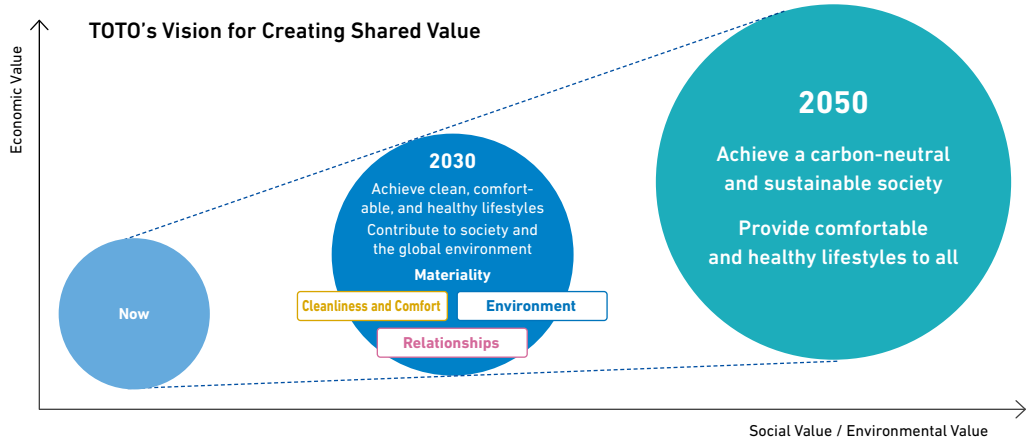 TOTO's Vision for Creating Shared Value
Economic Value
Now
2030
Achieve clean, comfort-
able, and healthy lifestyles
Contribute to society and
the global environment
Materiality
Cleanliness and Comfort
Environment
Relationships
2050
Achieve a carbon-neutral
and sustainable society
Provide comfortable
and healthy lifestyles to all
Social Value / Environmental Value